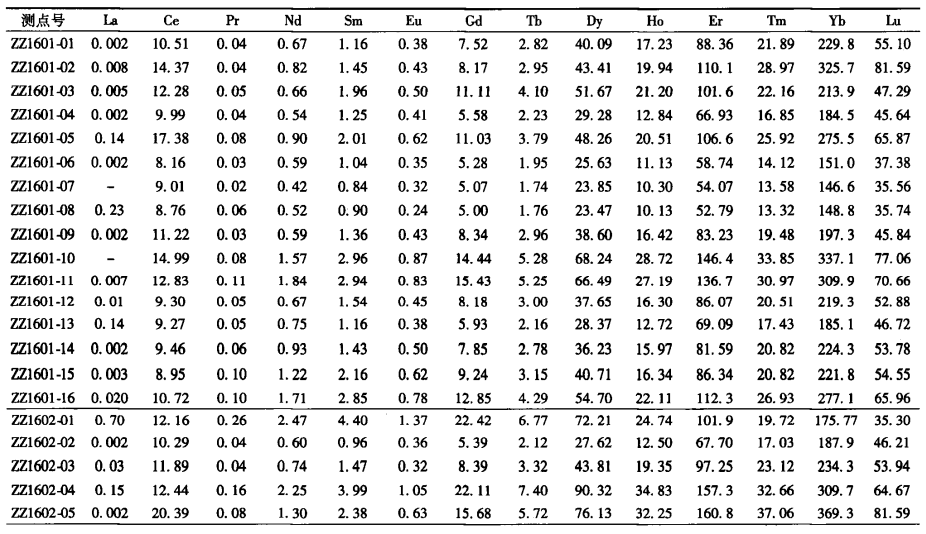 测点号 La Ce Pr Nd Sm Eu Gd Tb Dy Ho Er Tm Yb Lu
ZZ1601-01 0.002 10.51 0.04 0.67 1.16 0.38 7.52 2.82 40.09 17.23 88.36 21.89 229.8 55.10
ZZ1601-02 0.008 14.37 0.04 0.82 1.45 0.43 8.17 2.95 43.41 19.94 110.1 28.97 325.7 81.59
ZZ1601-03 0.005 12.28 0.05 0.66 1.96 0.50 11.11 4.10 51.67 21.20 101.6 22.16 213.9 47.29
ZZ1601-04 0.002 9.99 0.04 0.54 1.25 0.41 5.58 2.23 29.28 12.84 66.93 16.85 184.5 45.64
ZZ1601-05 0.14 17.38 0.08 0.90 2.01 0.62 11.03 3.79 48.26 20.51 106.6 25.92 275.5 65.87
ZZ1601-06 0.002 8.16 0.03 0.59 1.04 0.35 5.28 1.95 25.63 11.13 58.74 14.12 151.0 37.38
ZZ1601-07 - 9.01 0.02 0.42 0.84 0.32 5.07 1.74 23.85 10.30 54.07 13.58 146.6 35.56
ZZ1601-08 0.23 8.76 0.06 0.52 0.90 0.24 5.00 1.76 23.47 10.13 52.79 13.32 148.8 35.74
ZZ1601-09 0.002 11.22 0.03 0.59 1.36 0.43 8.34 2.96 38.60 16.42 83.23 19.48 197.3 45.84
ZZ1601-10 - 14.99 0.08 1.57 2.96 0.87 14.44 5.28 68.24 28.72 146.4 33.85 337.1 77.06
ZZ1601-11 0.007 12.83 0.11 1.84 2.94 0.83 15.43 5.25 66.49 27.19 136.7 30.97 309.9 70.66
ZZ1601-12 0.01 9.30 0.05 0.67 1.54 0.45 8.18 3.00 37.65 16.30 86.07 20.51 219.3 52.88
ZZ1601-13 0.14 9.27 0.05 0.75 1.16 0.38 5.93 2.16 28.37 12.72 69.09 17.43 185.1 46.72
ZZ1601-14 0.002 9.46 0.06 0.93 1.43 0.50 7.85 2.78 36.23 15.97 81.59 20.82 224.3 53.78
ZZ1601-15 0.003 8.95 0.10 1.22 2.16 0.62 9.24 3.15 40.71 16.34 86.34 20.82 221.8 54.55
ZZ1601-16 0.020 10.72 0.10 1.71 2.85 0.78 12.85 4.29 54.70 22.11 112.3 26.93 277.1 65.96
ZZ1602-01 0.70 12.16 0.26 2.47 4.40 1.37 22.42 6.77 72.21 24.74 101.9 19.72 175.77 35.30
ZZ1602-02 0.002 10.29 0.04 0.60 0.96 0.36 5.39 2.12 27.62 12.50 67.70 17.03 187.9 46.21
ZZ1602-03 0.03 11.89 0.04 0.74 1.47 0.32 8.39 3.32 43.81 19.35 97.25 23.12 234.3 53.94
ZZ1602-04 0.15 12.44 0.16 2.25 3.99 1.05 22.11 7.40 90.32 34.83 157.3 32.66 309.7 64.67
ZZ1602-05 0.002 20.39 0.08 1.30 2.38 0.63 15.68 5.72 76.13 32.25 160.8 37.06 369.3 81.59